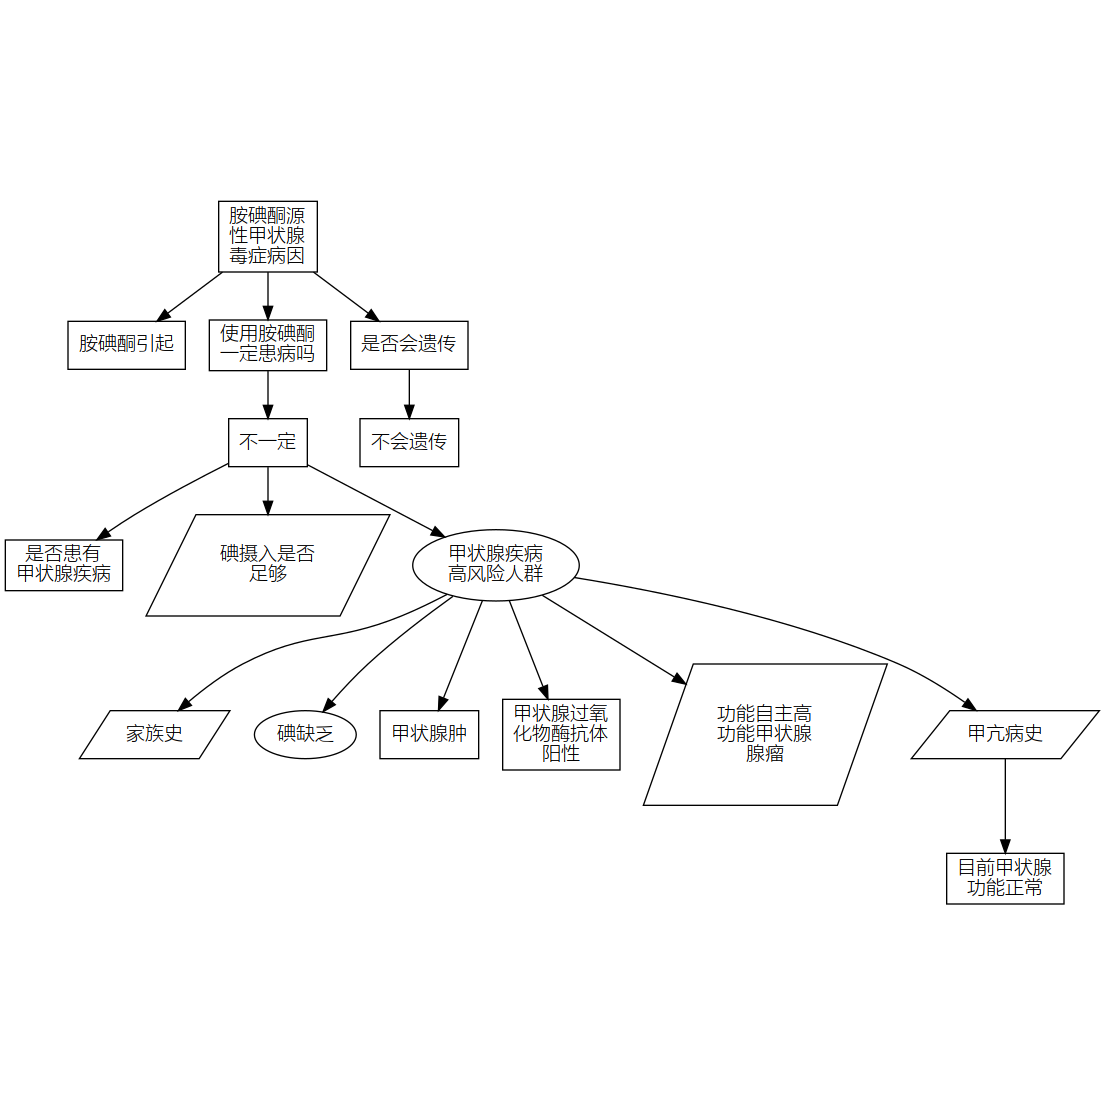 胺碘酮源
性甲状腺
毒症病因
胺碘酮引起
使用胺碘酮
一定患病吗
是否会遗传
不一定
不会遗传
是否患有
甲状腺疾病
碘摄入是否
足够
甲状腺疾病
高风险人群
家族史
碘缺乏
甲状腺肿
甲状腺过氧
化物酶抗体
阳性
功能自主高
功能甲状腺
腺瘤
甲亢病史
目前甲状腺
功能正常